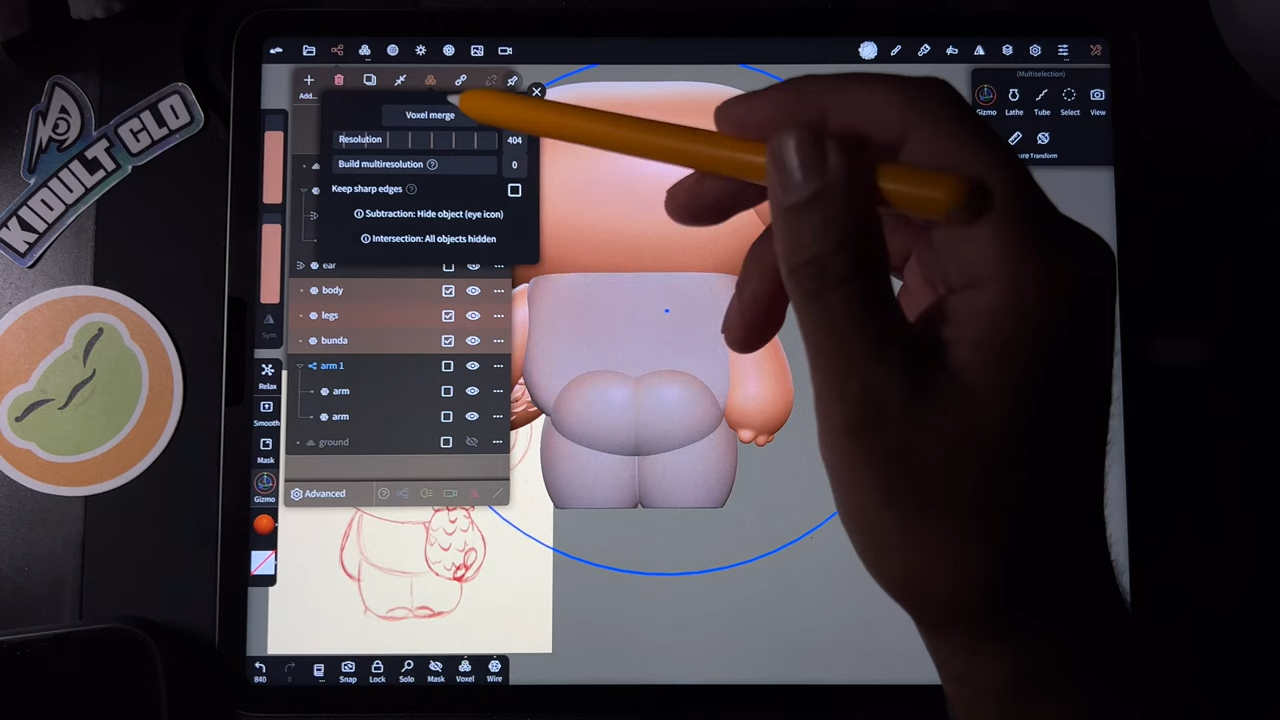 KIDULT CLO
Add...
(Multiselection)
Gizmo
Lathe
Tube
Select
View
ure
Transform
Voxel merge
Resolution
404
Build multiresolution ?
0
Keep sharp edges ?
Subtraction: Hide object (eye icon)
Intersection: All objects hidden
ear
body
legs
bunda
arm 1
arm
arm
ground
Advanced
Sym
Relax
Smooth
Mask
Gizmo
840
0
...
Snap
Lock
Solo
Mask
Voxel
Wire